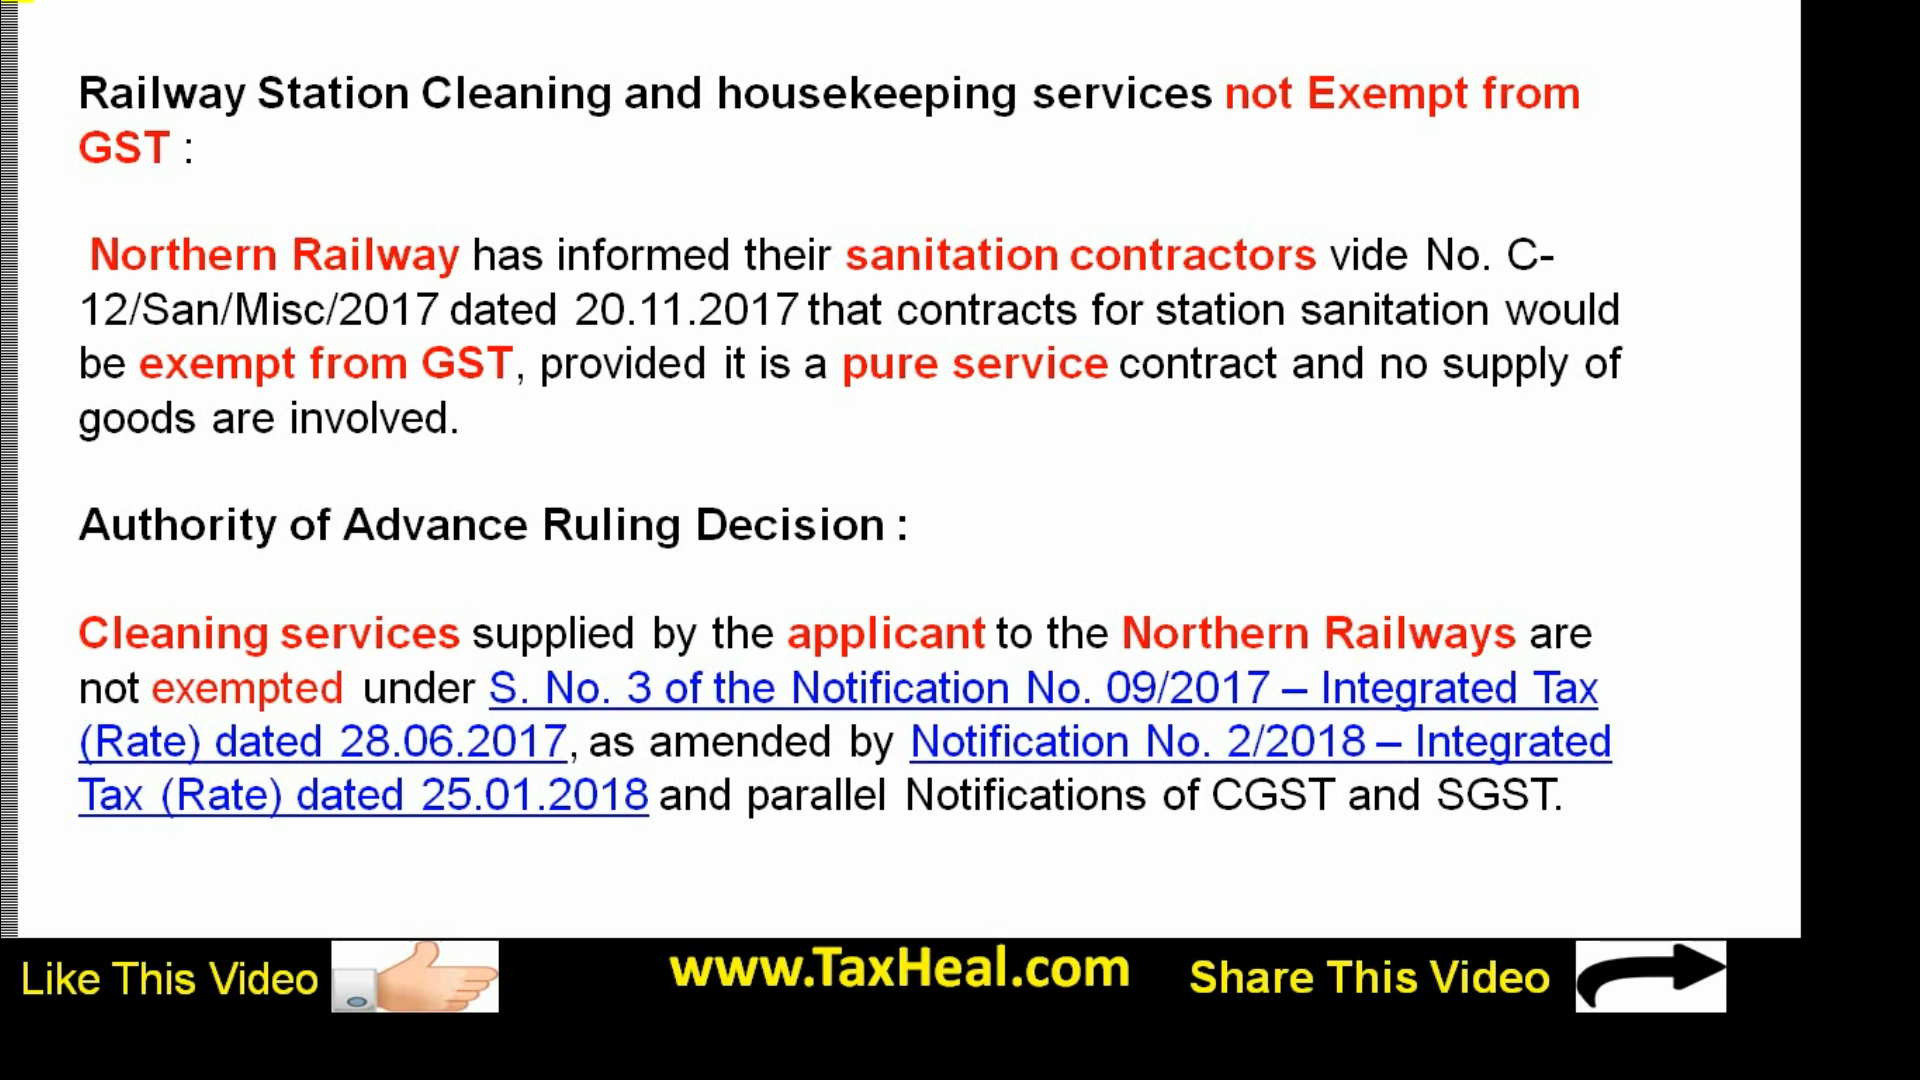 Railway Station Cleaning and housekeeping services not Exempt from
GST :
Northern Railway has informed their sanitation contractors vide No. C-
12/San/Misc/2017 dated 20.11.2017 that contracts for station sanitation would
be exempt from GST, provided it is a pure service contract and no supply of
goods are involved.
Authority of Advance Ruling Decision :
Cleaning services supplied by the applicant to the Northern Railways are
not exempted under S. No. 3 of the Notification No. 09/2017 – Integrated Tax
(Rate) dated 28.06.2017, as amended by Notification No. 2/2018 – Integrated
Tax (Rate) dated 25.01.2018 and parallel Notifications of CGST and SGST.
Like This Video www.TaxHeal.com Share This Video